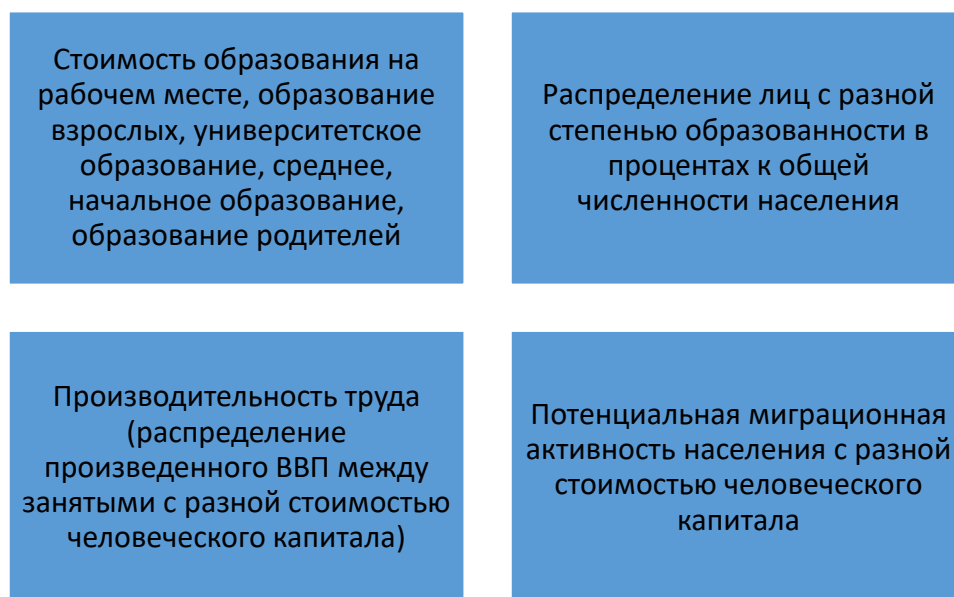 Стоимость образования на
рабочем месте, образование
взрослых, университетское
образование, среднее,
начальное образование,
образование родителей
Распределение лиц с разной
степенью образованности в
процентах к общей
численности населения
Производительность труда
(распределение
произведенного ВВП между
занятыми с разной стоимостью
человеческого капитала)
Потенциальная миграционная
активность населения с разной
стоимостью человеческого
капитала